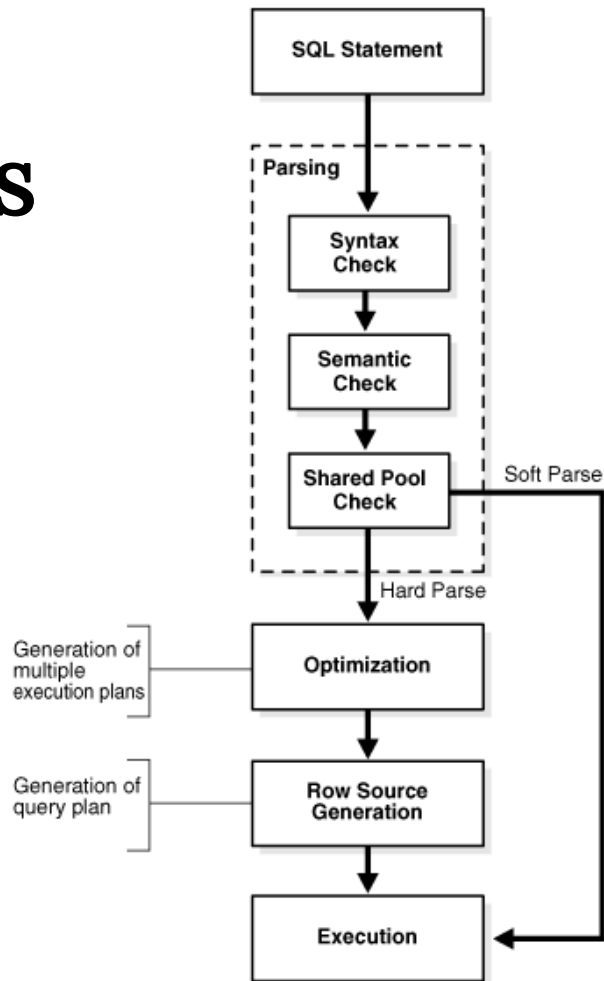 SQL Statement
s
Parsing
Syntax
Check
Semantic
Check
Shared Pool
Check
Soft Parse
Hard Parse
Generation of
multiple
execution plans
Optimization
Generation of
query plan
Row Source
Generation
Execution